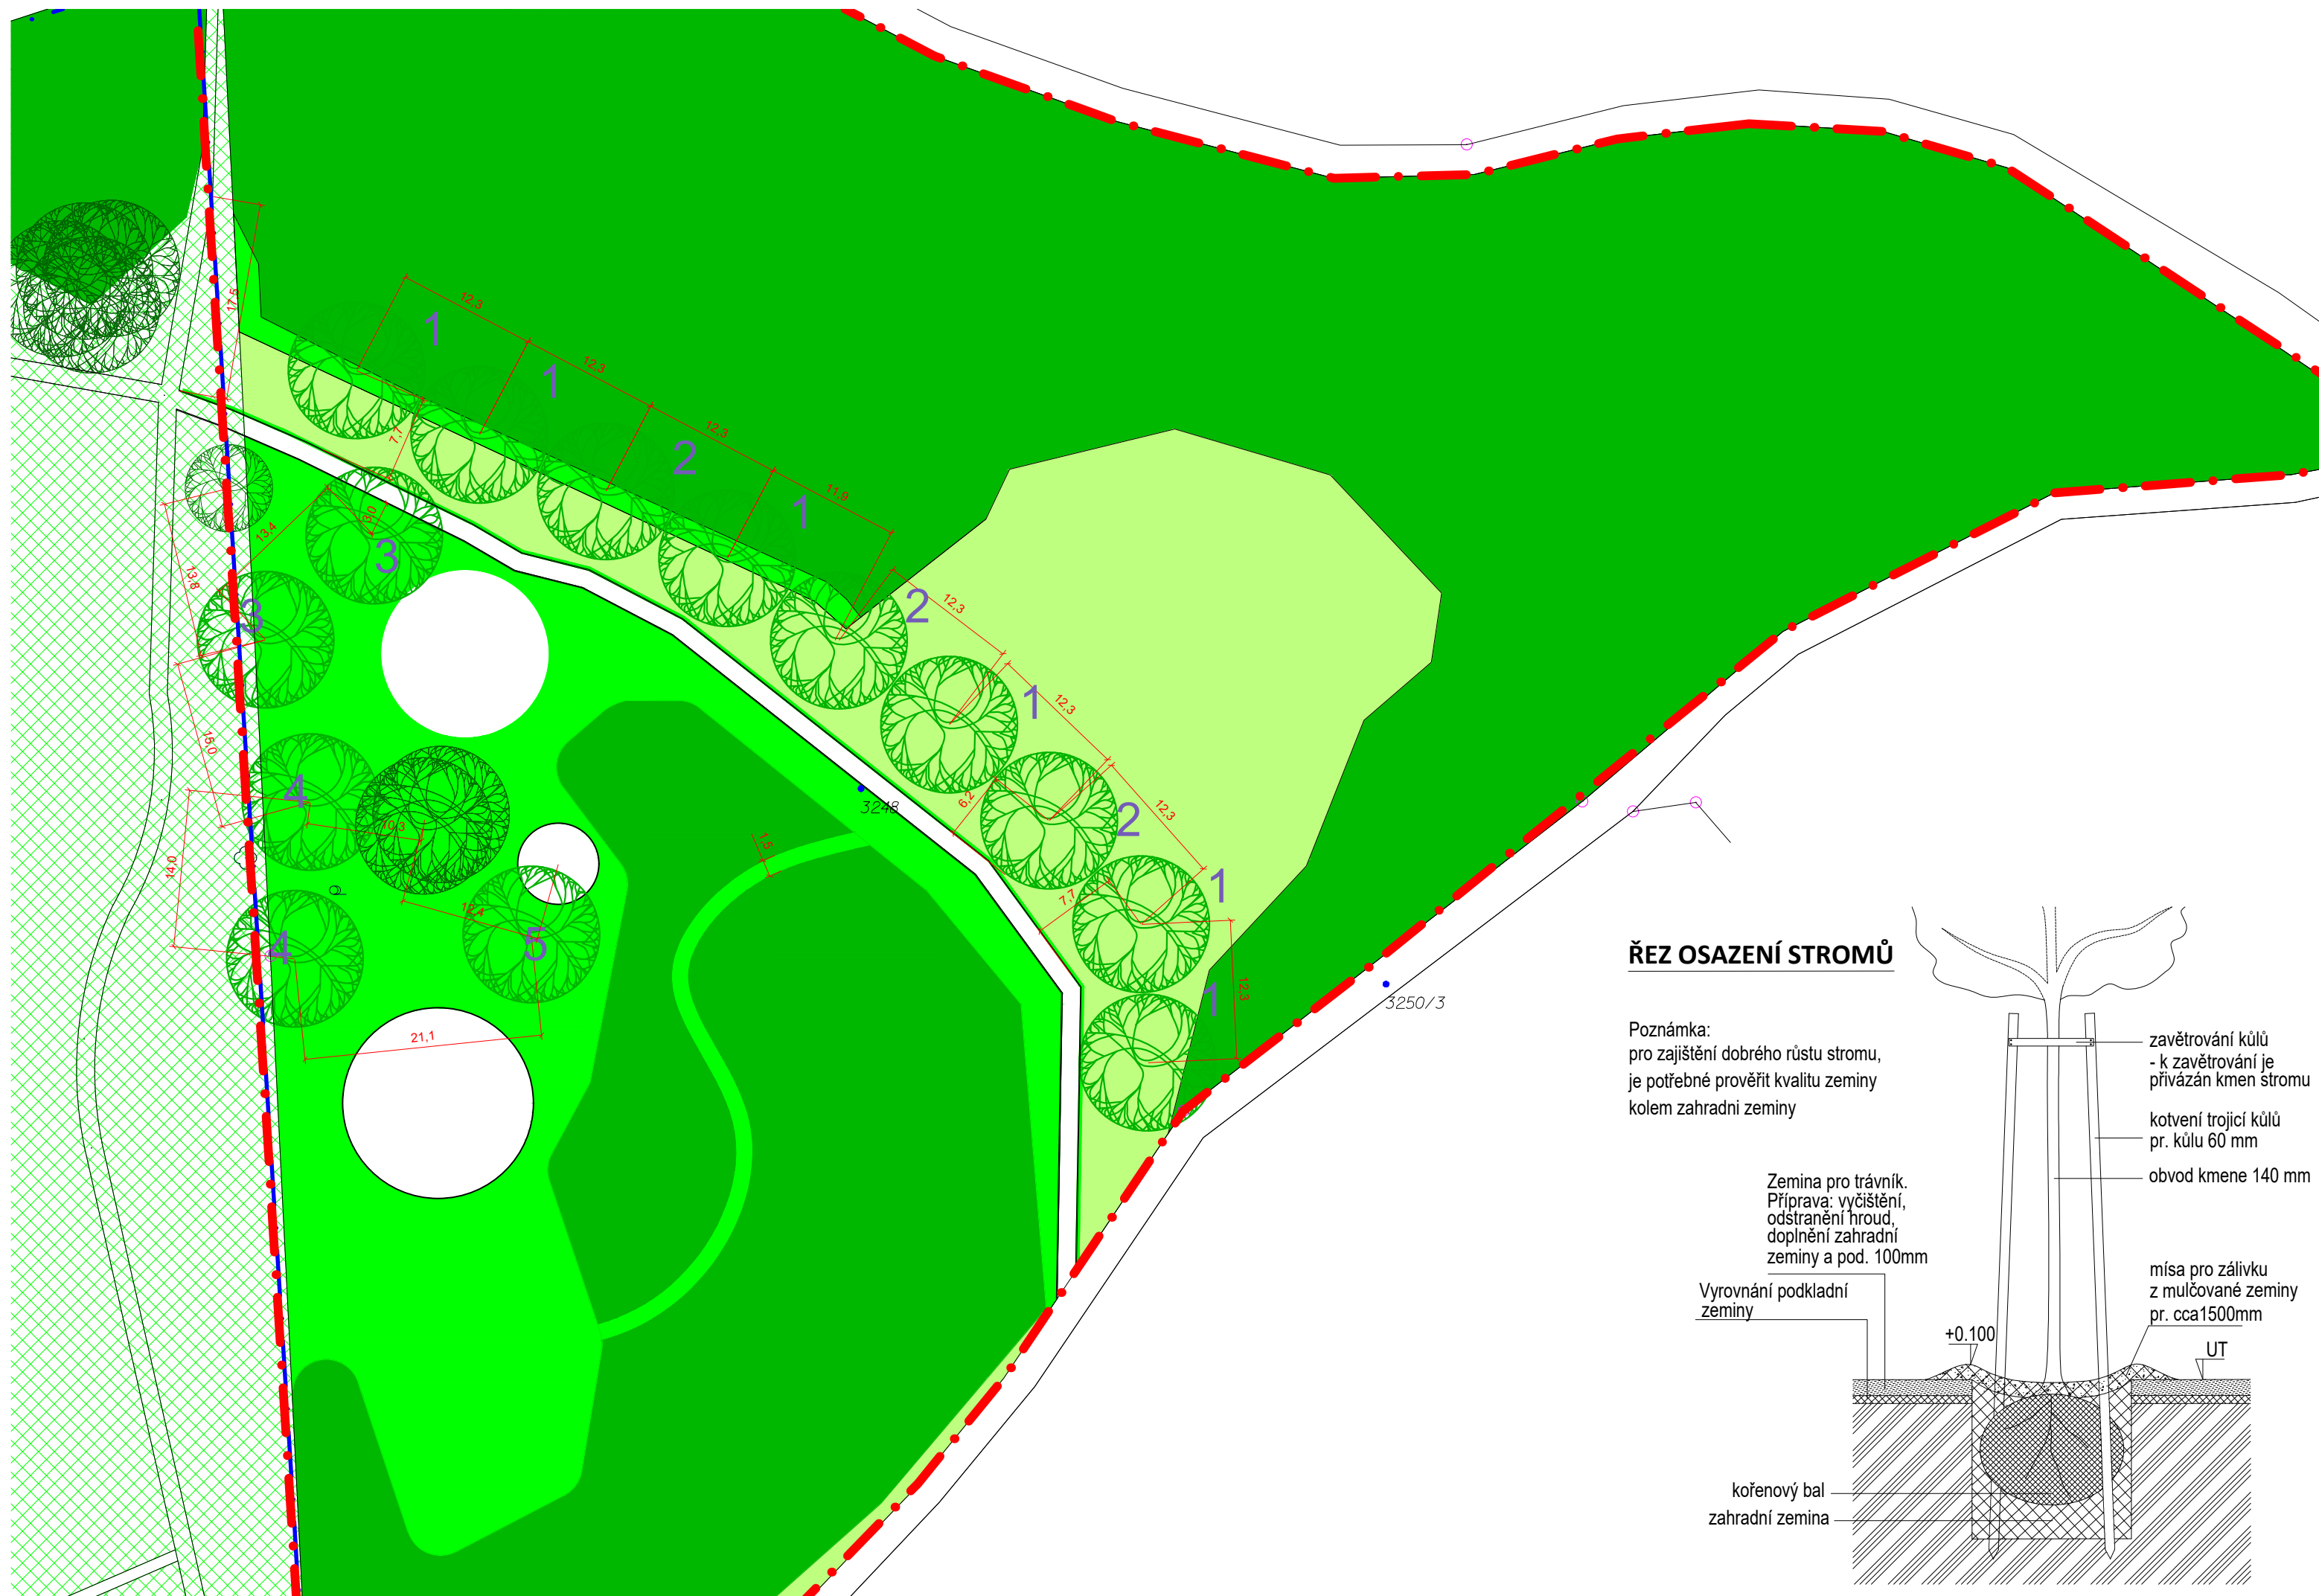 12,3
1
17,5
12,3
1
12,3
2
7,7
11,9
1
3,0
13,4
3
13,8
3
12,3
2
1
12,3
15,0
4
6,2
12,3
2
3248
10,3
1,5
14,0
7,7
1
12,4
5
4
12,3
1
3250/3
21,1
ŘEZ OSAZENÍ STROMŮ
Poznámka:
pro zajištění dobrého růstu stromu,
je potřebné prověřit kvalitu zeminy
kolem zahradni zeminy
zavětrování kůlů
- k zavětrování je
přivázán kmen stromu
kotvení trojicí kůlů
pr. kůlu 60 mm
obvod kmene 140 mm
Zemina pro trávník.
Příprava: vyčištění,
odstranění hroud,
doplnění zahradní
zeminy a pod. 100mm
Vyrovnání podkladní
zeminy
mísa pro zálivku
z mulčované zeminy
pr. cca1500mm
+0.100
UT
kořenový bal
zahradní zemina